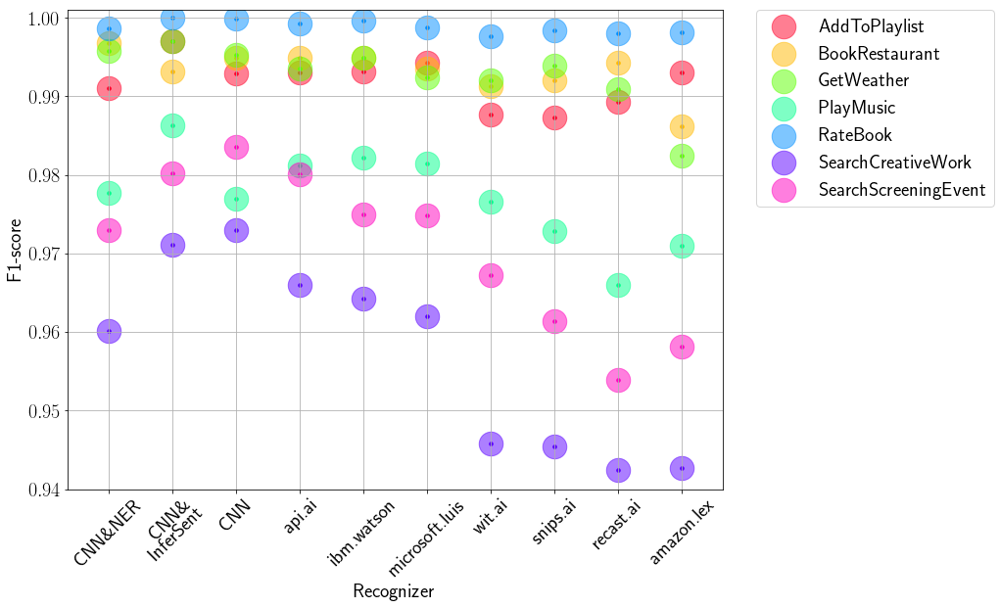 1.00
0.99
0.98
0.97
0.96
0.95
0.94
F1-score
CNN&NER
CNN&
InferSent
CNN
api.ai
ibm.watson
microsoft.luis
wit.ai
snips.ai
recast.ai
amazon.lex
Recognizer
AddToPlaylist
BookRestaurant
GetWeather
PlayMusic
RateBook
SearchCreativeWork
SearchScreeningEvent